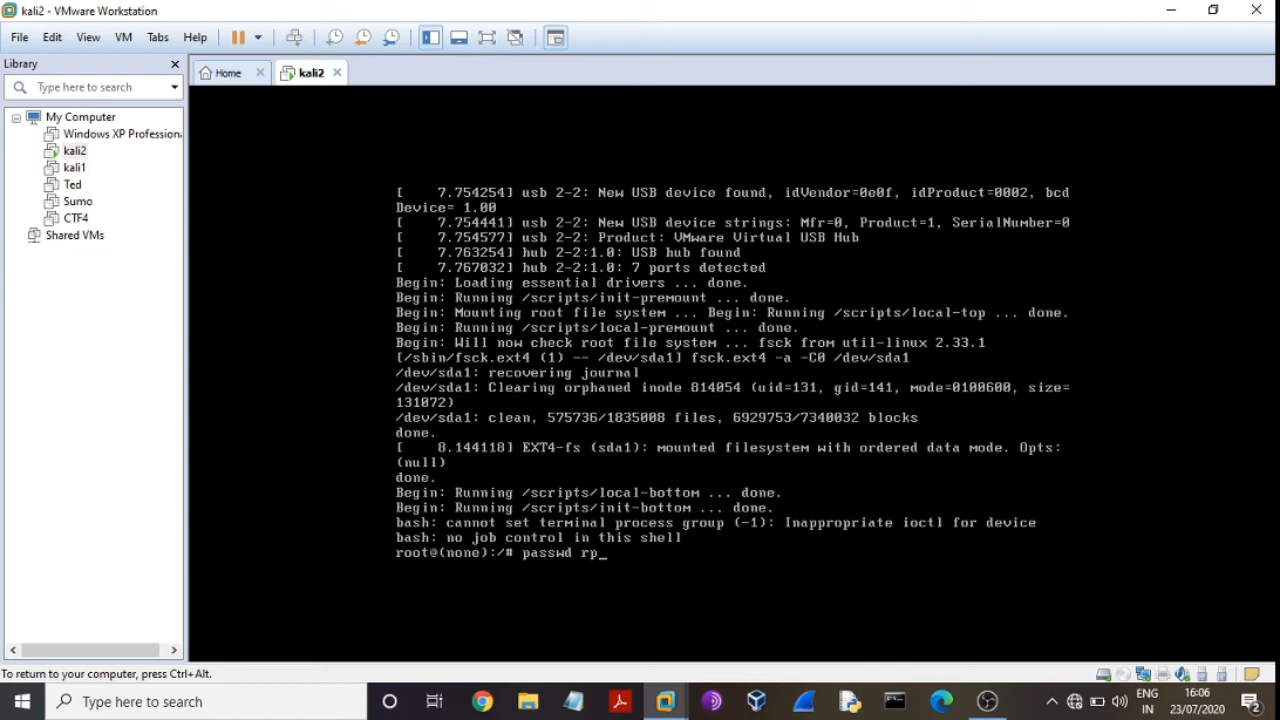 kali2 - VMware Workstation
File Edit View VM Tabs Help
Library
Type here to search
My Computer
Windows XP Profession
kali2
kali1
Ted
Sumo
CTF4
Shared VMs
Home
kali2
[    7.754254] usb 2-2: New USB device found, idVendor=0e0f, idProduct=0002, bcd
Device= 1.00
[    7.754441] usb 2-2: New USB device strings: Mfr=0, Product=1, SerialNumber=0
[    7.754577] usb 2-2: Product: VMware Virtual USB Hub
[    7.763254] hub 2-2:1.0: USB hub found
[    7.767032] hub 2-2:1.0: 7 ports detected
Begin: Loading essential drivers ... done.
Begin: Running /scripts/init-premount ... done.
Begin: Mounting root file system ... Begin: Running /scripts/local-top ... done.
Begin: Running /scripts/local-premount ... done.
Begin: Will now check root file system ... fsck from util-linux 2.33.1
[/sbin/fsck.ext4 (1) -- /dev/sda1] fsck.ext4 -a -C0 /dev/sda1
/dev/sda1: recovering journal
/dev/sda1: Clearing orphaned inode 814054 (uid=131, gid=141, mode=0100600, size=
131072)
/dev/sda1: clean, 575736/1835008 files, 6929753/7340032 blocks
done.
[    8.144118] EXT4-fs (sda1): mounted filesystem with ordered data mode. Opts:
(null)
done.
Begin: Running /scripts/local-bottom ... done.
Begin: Running /scripts/init-bottom ... done.
bash: cannot set terminal process group (-1): Inappropriate ioctl for device
bash: no job control in this shell
root@(none):/# passwd rp_
To return to your computer, press Ctrl+Alt.
Type here to search
ENG
IN
16:06
23/07/2020
2